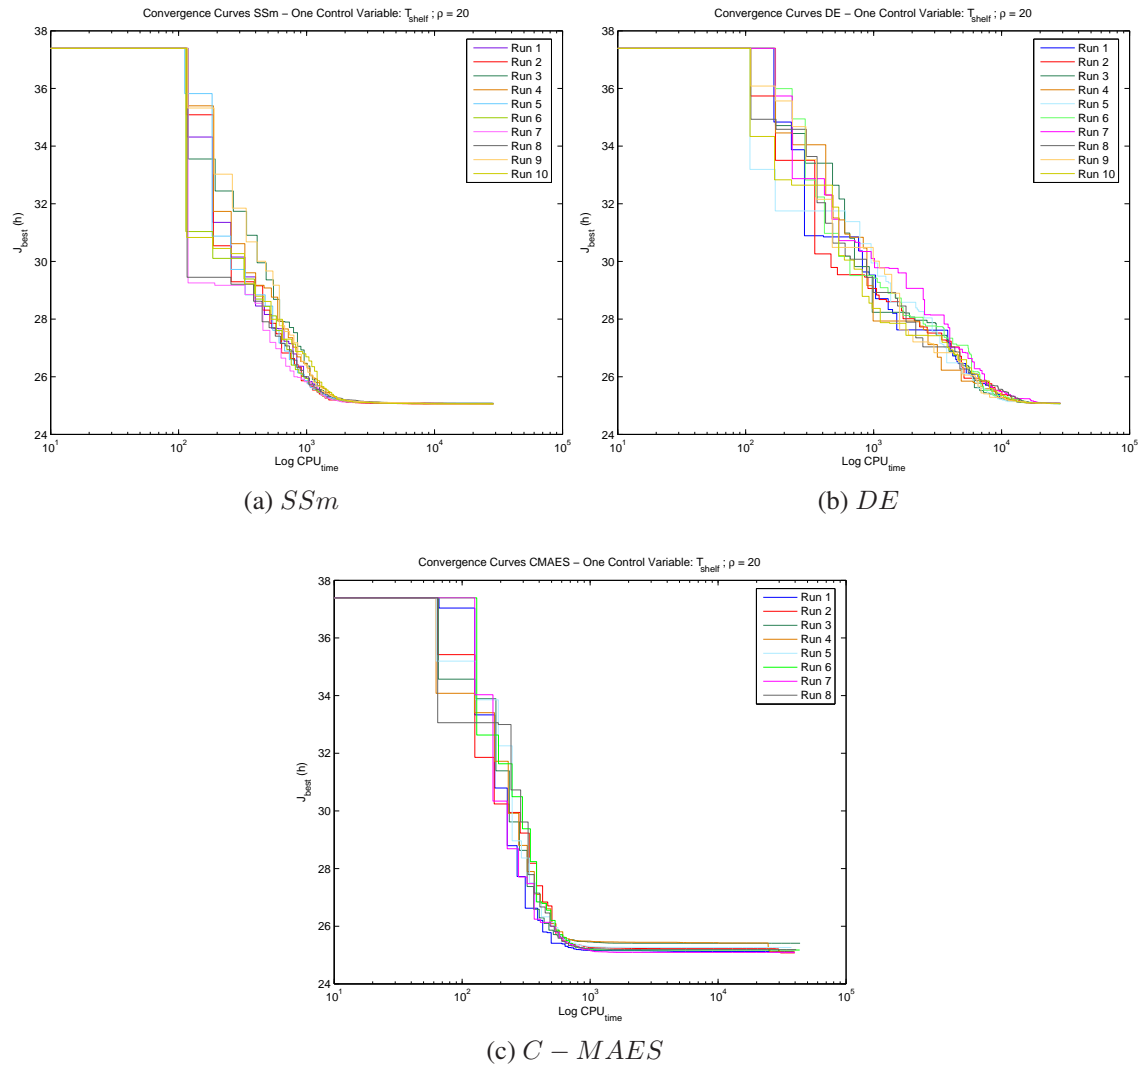 Convergence Curves SSm − One Control Variable: T_shelf ; ρ = 20
38
36
34
32
30
28
26
24
J_best (h)
10^1
10^2
10^3
10^4
10^5
Log CPU_time
Run 1
Run 2
Run 3
Run 4
Run 5
Run 6
Run 7
Run 8
Run 9
Run 10
(a) SSm
Convergence Curves DE − One Control Variable: T_shelf ; ρ = 20
38
36
34
32
30
28
26
24
J_best (h)
10^1
10^2
10^3
10^4
10^5
Log CPU_time
Run 1
Run 2
Run 3
Run 4
Run 5
Run 6
Run 7
Run 8
Run 9
Run 10
(b) DE
Convergence Curves CMAES − One Control Variable: T_shelf ; ρ = 20
38
36
34
32
30
28
26
24
J_best (h)
10^1
10^2
10^3
10^4
10^5
Log CPU_time
Run 1
Run 2
Run 3
Run 4
Run 5
Run 6
Run 7
Run 8
(c) C − MAES